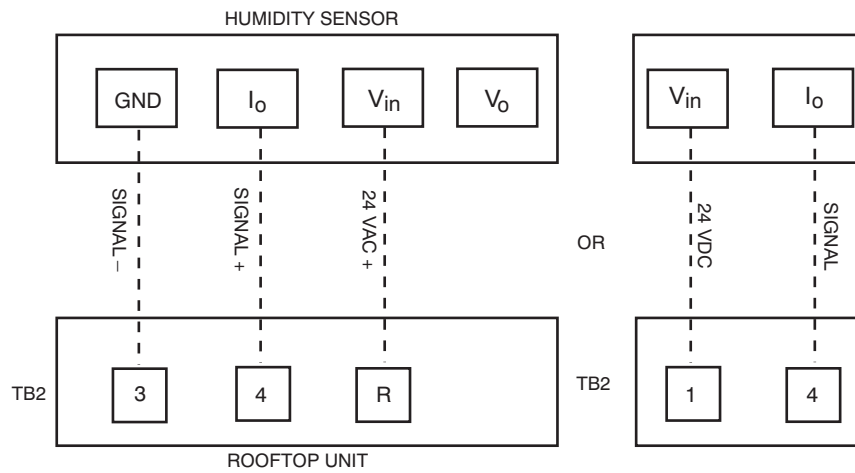 HUMIDITY SENSOR
GND Io Vin Vo Vin Io
SIGNAL –
SIGNAL +
24 VAC +
OR
24 VDC
SIGNAL
TB2 3 4 R TB2 1 4
ROOFTOP UNIT